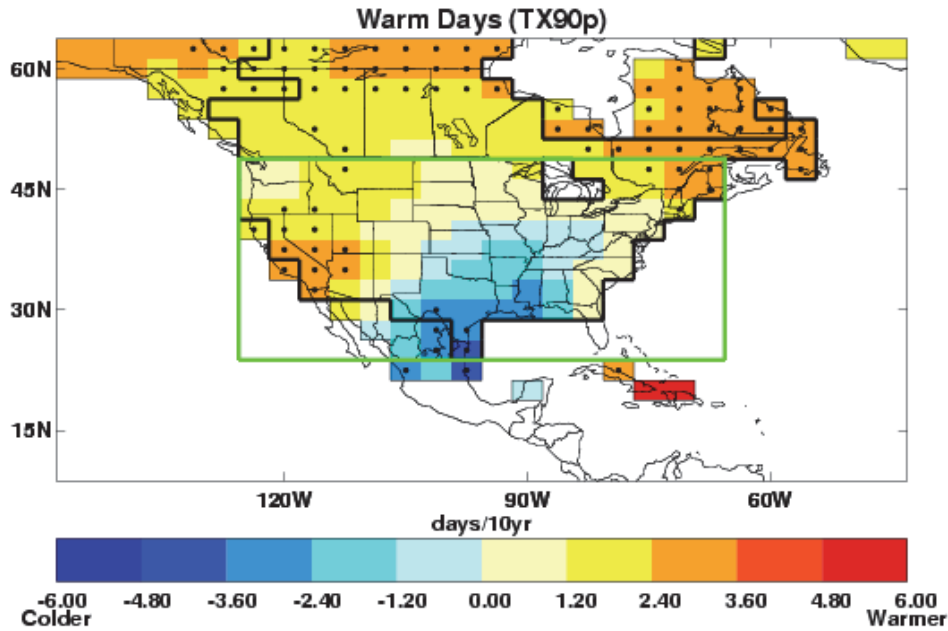 Warm Days (TX90p)
60N
45N
30N
15N
120W 90W 60W
days/10yr
-6.00 -4.80 -3.60 -2.40 -1.20 0.00 1.20 2.40 3.60 4.80 6.00
Colder Warmer